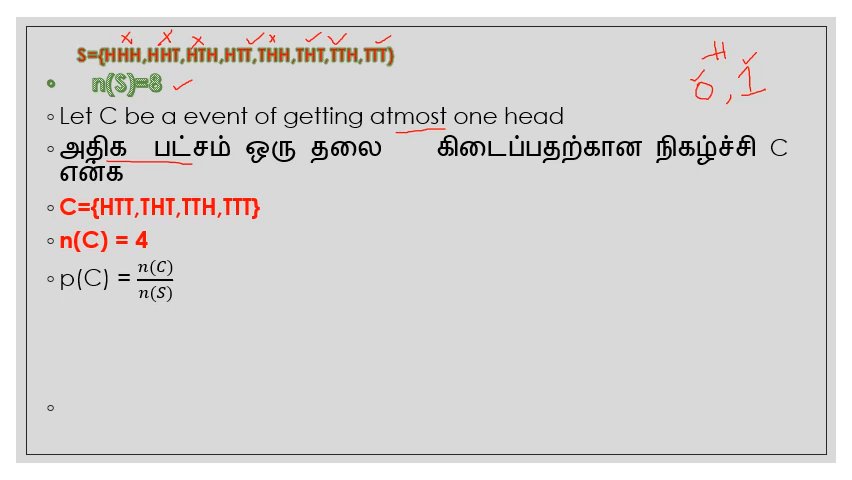 S={HHH,HHT,HTH,HTT,THH,THT,TTH,TTT}
n(S)=8
H
0, 1
Let C be a event of getting atmost one head
அதிக பட்சம் ஒரு தலை கிடைப்பதற்கான நிகழ்ச்சி C
என்க
C={HTT,THT,TTH,TTT}
n(C) = 4
p(C) = n(C)/n(S)